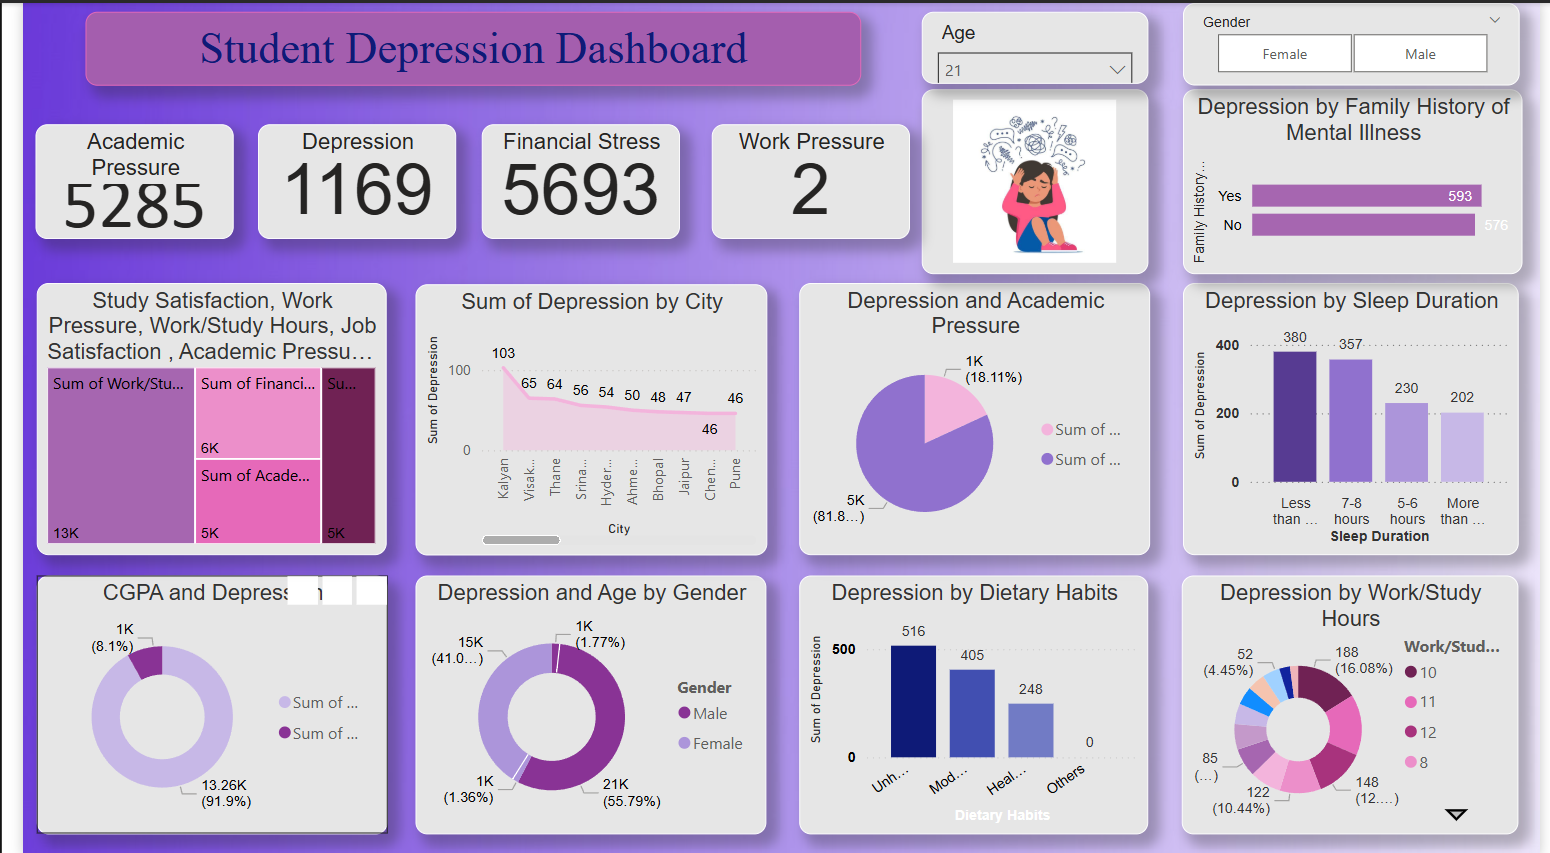 Student Depression Dashboard
Age
21
Gender
Female
Male
Academic
Pressure
5285
Depression
1169
Financial Stress
5693
Work Pressure
2
Depression by Family History of
Mental Illness
Family History...
Yes
593
No
576
Study Satisfaction, Work
Pressure, Work/Study Hours, Job
Satisfaction , Academic Pressu...
Sum of Work/Stu...
13K
Sum of Financi...
6K
Sum of Acade...
5K
Su...
5K
Sum of Depression by City
Sum of Depression
100
0
103
65
64
56
54
50
48
47
46
46
Kalyan
Visak...
Thane
Srina...
Hyder...
Ahme...
Bhopal
Jaipur
Chen...
Pune
City
Depression and Academic
Pressure
1K
(18.11%)
5K
(81.8...)
Sum of ...
Sum of ...
Depression by Sleep Duration
Sum of Depression
400
200
0
380
357
230
202
Less
than ...
7-8
hours
5-6
hours
More
than ...
Sleep Duration
CGPA and Depress
n
1K
(8.1%)
13.26K
(91.9%)
Sum of ...
Sum of ...
Depression and Age by Gender
15K
(41.0...)
1K
(1.77%)
1K
(1.36%)
21K
(55.79%)
Gender
Male
Female
Depression by Dietary Habits
Sum of Depression
500
0
516
405
248
0
Unh...
Mod...
Heal...
Others
Dietary Habits
Depression by Work/Study
Hours
52
(4.45%)
188
(16.08%)
85
(...)
122
(10.44%)
148
(12....)
Work/Stud...
10
11
12
8